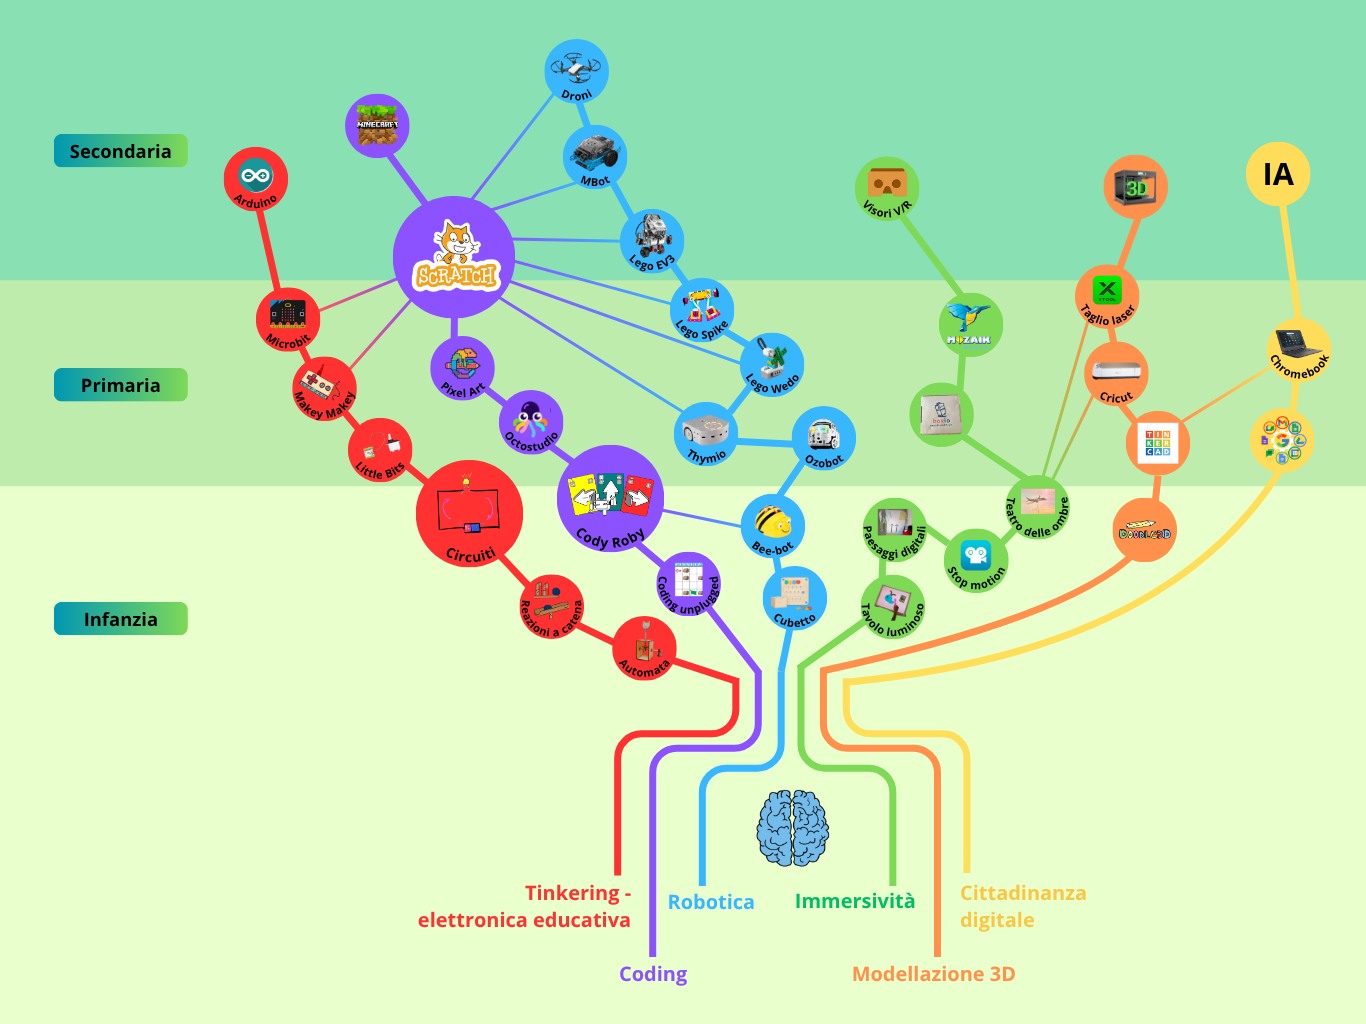 Droni
MINECRAFT
Secondaria
MBot
Arduino
IA
Visori V/R
3D
SCRATCH
Lego EV3
XTOOL
Taglio laser
Microbit
Lego Spike
MOZAIK
Chromebook
Primaria
Pixel Art
Lego Wedo
Cricut
Makey Makey
Octostudio
Thymio
Ozobot
TIN
KER
CAD
Little Bits
Cody Roby
Circuiti
Bee-bot
Paesaggi digitali
Teatro delle ombre
DOODLE3D
Stop motion
Infanzia
Reazioni a catena
Coding unplugged
Cubetto
Tavolo luminoso
Automata
Tinkering -
elettronica educativa
Robotica
Immersività
Cittadinanza
digitale
Coding
Modellazione 3D